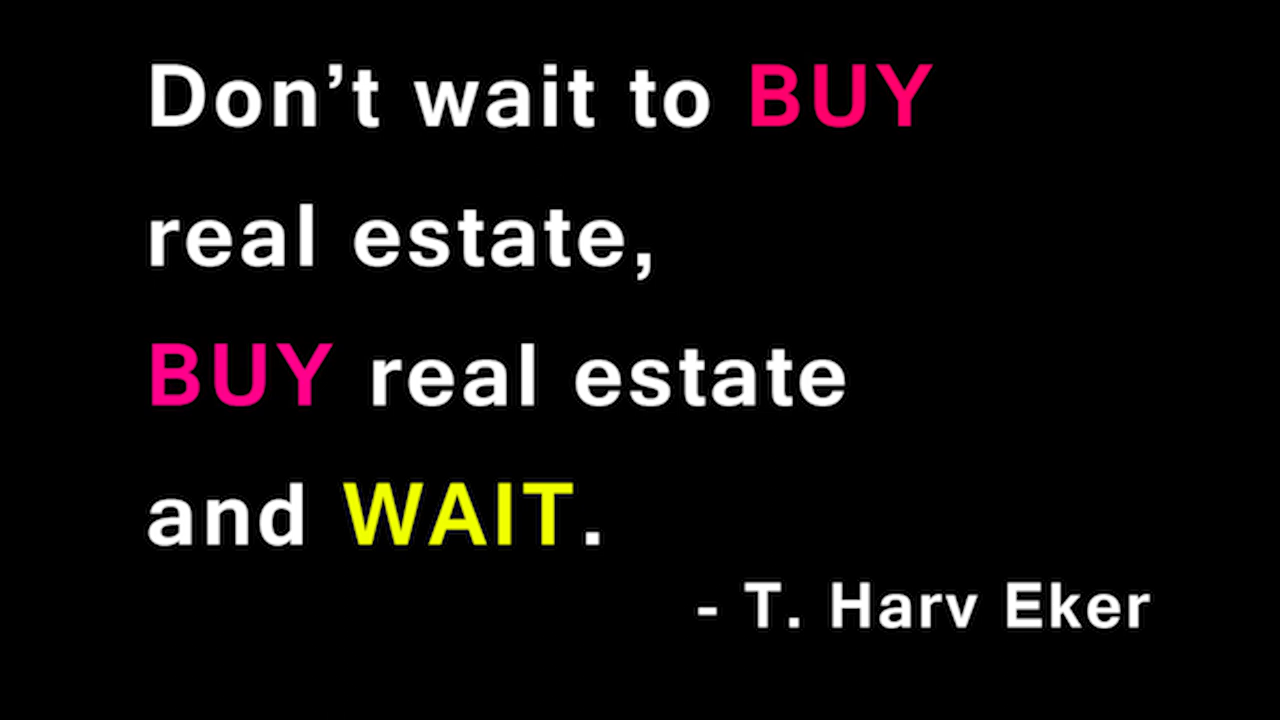 Don’t wait to BUY
real estate,
BUY real estate
and WAIT.
- T. Harv Eker